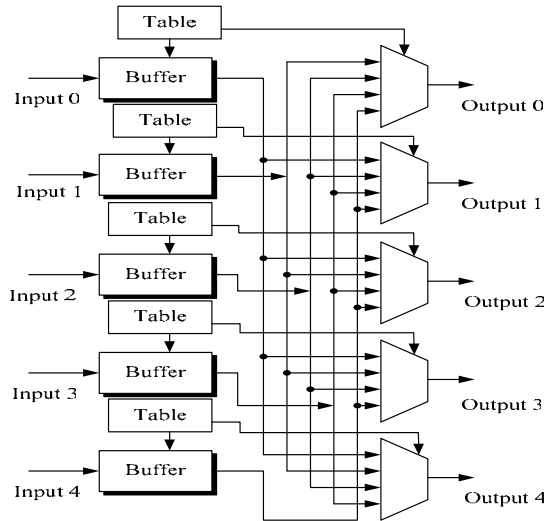 Table
Buffer
Input 0
Output 0
Table
Buffer
Input 1
Output 1
Table
Buffer
Input 2
Output 2
Table
Buffer
Input 3
Output 3
Table
Buffer
Input 4
Output 4